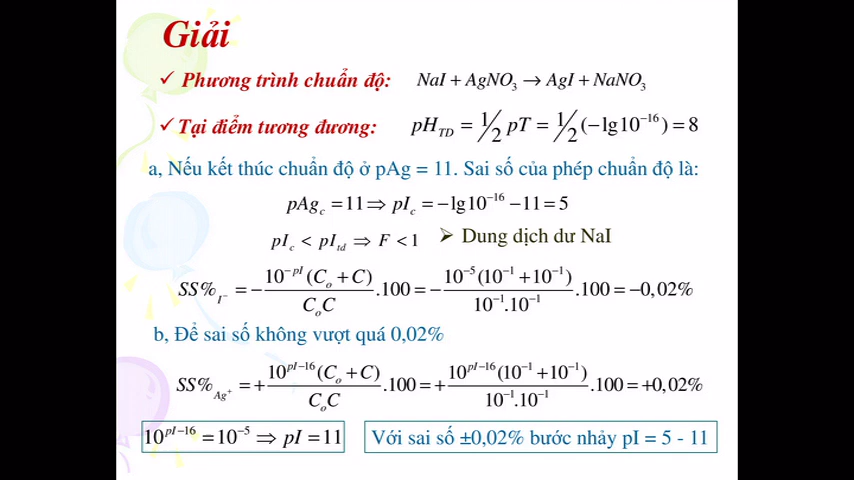 Giải
✓ Phương trình chuẩn độ: NaI + AgNO₃ → AgI + NaNO₃
✓ Tại điểm tương đương: pH_TD = 1/2 pT = 1/2 (−lg10⁻¹⁶) = 8
a, Nếu kết thúc chuẩn độ ở pAg = 11. Sai số của phép chuẩn độ là:
pAg_c = 11 ⇒ pI_c = −lg10⁻¹⁶ − 11 = 5
pI_c < pI_td ⇒ F < 1 ➢ Dung dịch dư NaI
SS%_I⁻ = − 10^(−pI) (C_o + C) / C_oC .100 = − 10⁻⁵(10⁻¹ + 10⁻¹) / 10⁻¹.10⁻¹ .100 = −0,02%
b, Để sai số không vượt quá 0,02%
SS%_Ag⁺ = + 10^(pI−16) (C_o + C) / C_oC .100 = + 10^(pI−16) (10⁻¹ + 10⁻¹) / 10⁻¹.10⁻¹ .100 = +0,02%
10^(pI−16) = 10⁻⁵ ⇒ pI = 11 Với sai số ±0,02% bước nhảy pI = 5 - 11